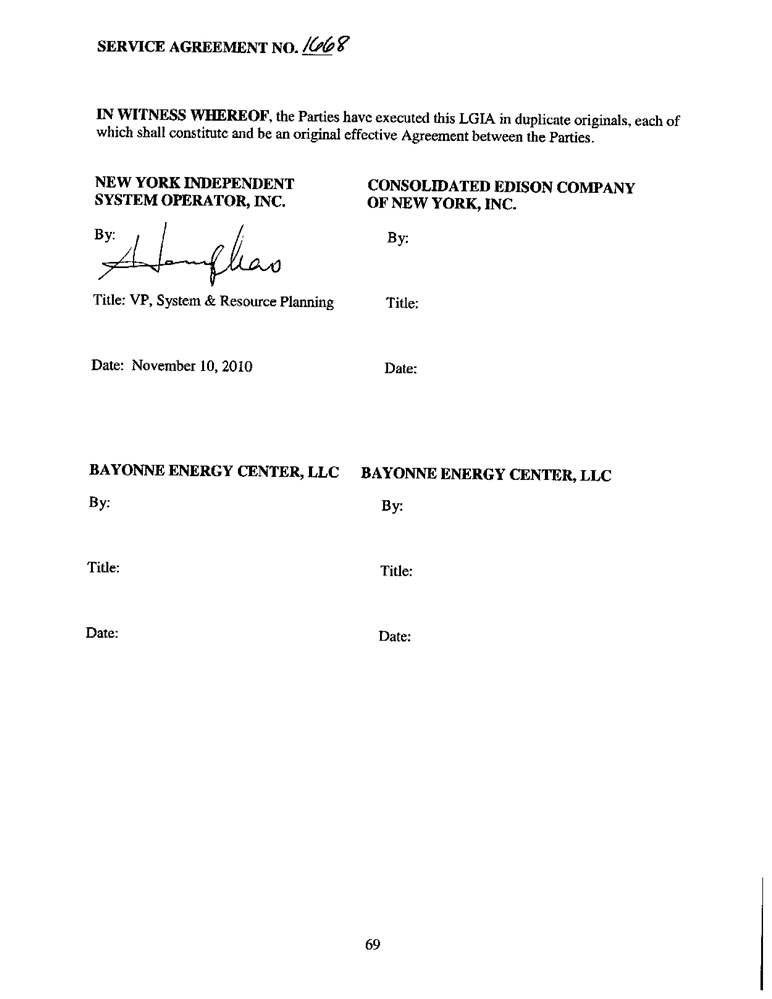 SERVICE AGREEMENT NO. 1668
IN WITNESS WHEREOF, the Parties have executed this LGIA in duplicate originals, each of
which shall constitute and be an original effective Agreement between the Parties.
NEW YORK INDEPENDENT
SYSTEM OPERATOR, INC.
By:
Title: VP, System & Resource Planning
Date: November 10, 2010
CONSOLIDATED EDISON COMPANY
OF NEW YORK, INC.
By:
Title:
Date:
BAYONNE ENERGY CENTER, LLC
By:
Title:
Date:
BAYONNE ENERGY CENTER, LLC
By:
Title:
Date:
69